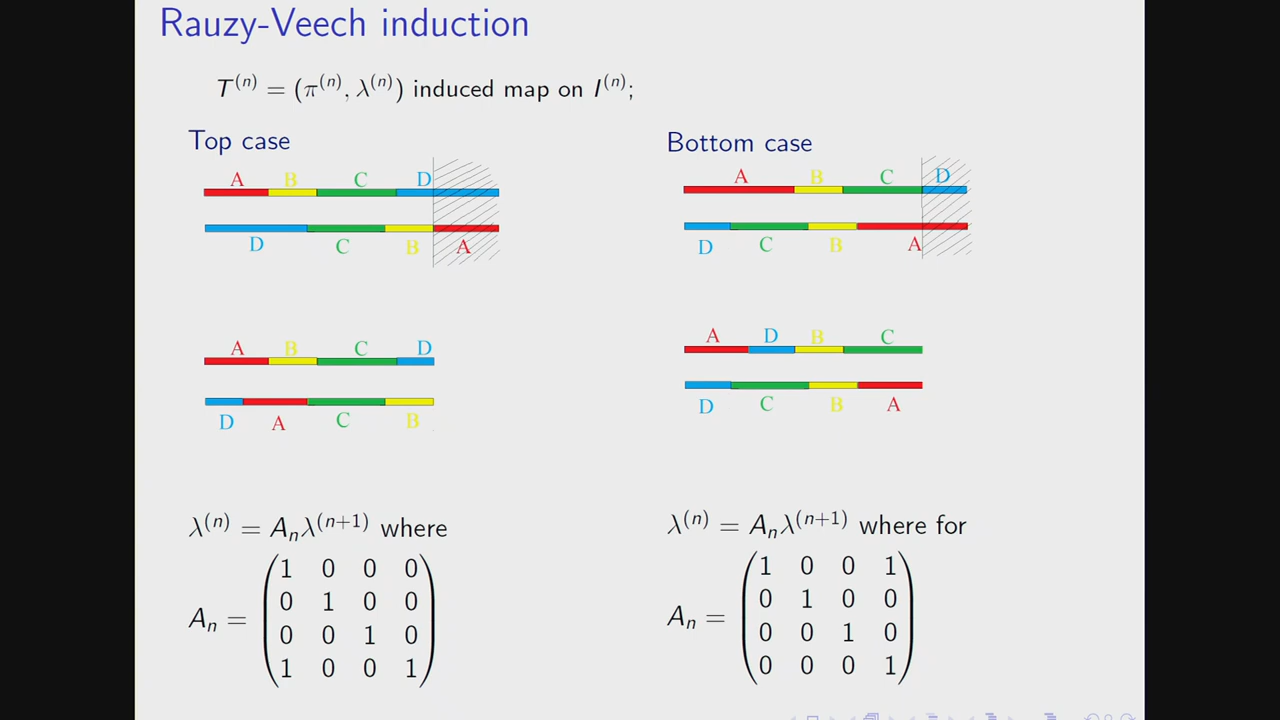 Rauzy-Veech induction
T^(n) = (π^(n), λ^(n)) induced map on I^(n);
Top case
A B C D
D C B A
A B C D
D A C B
λ^(n) = A_n λ^(n+1) where
A_n =
1 0 0 0
0 1 0 0
0 0 1 0
1 0 0 1
Bottom case
A B C D
D C B A
A D B C
D C B A
λ^(n) = A_n λ^(n+1) where for
A_n =
1 0 0 1
0 1 0 0
0 0 1 0
0 0 0 1